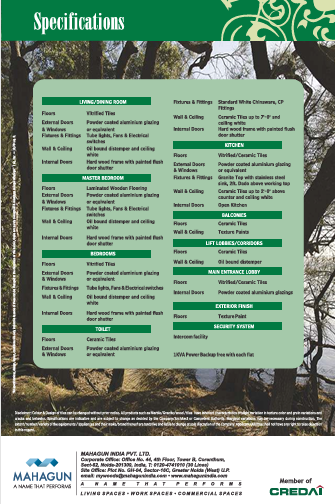 Specifications
LIVING/DINING ROOM
Floors Vitrified Tiles
External Doors Powder coated aluminium glazing
& Windows or equivalent
Fixtures & Fittings Tube lights, Fans & Electrical
switches
Wall & Ceiling Oil bound distemper and ceiling
white
Internal Doors Hard wood frame with painted flush
door shutter
MASTER BEDROOM
Floors Laminated Wooden Flooring
External Doors Powder coated aluminium glazing
& Windows or equivalent
Fixtures & Fittings Tube lights, Fans & Electrical
switches
Wall & Ceiling Oil bound distemper and ceiling
white
Internal Doors Hard wood frame with painted flush
door shutter
BEDROOMS
Floors Vitrified Tiles
External Doors Powder coated aluminium glazing
& Windows or equivalent
Fixtures & Fittings Tube lights, Fans & Electrical switches
Wall & Ceiling Oil bound distemper and ceiling
white
Internal Doors Hard wood frame with painted flush
door shutter
TOILET
Floors Ceramic Tiles
External Doors Powder coated aluminium glazing
& Windows or equivalent
Fixtures & Fittings Standard White Chinaware, CP
Fittings
Wall & Ceiling Ceramic Tiles up to 7'-0" and
ceiling white
Internal Doors Hard wood frame with painted flush
door shutter
KITCHEN
Floors Vitrified/Ceramic Tiles
External Doors Powder coated aluminium glazing
& Windows or equivalent
Fixtures & Fittings Granite Top with stainless steel
sink, 2ft. Dado above working top
Wall & Ceiling Ceramic Tiles up to 2'-0" above
counter and ceiling white
Internal Doors Open Kitchen
BALCONIES
Floors Ceramic Tiles
Wall & Ceiling Texture Paints
LIFT LOBBIES/CORRIDORS
Floors Ceramic Tiles
Wall & Ceiling Oil bound distemper
MAIN ENTRANCE LOBBY
Floors Vitrified/Ceramic Tiles
Internal Doors Powder coated aluminium glazings
EXTERIOR FINISH
Floors Texture Paint
SECURITY SYSTEM
Intercom facility
1KVA Power Backup free with each flat
MAHAGUN
A NAME THAT PERFORMS
MAHAGUN INDIA PVT. LTD.
Corporate Office: Office No. 44, 4th Floor, Tower B, Corenthum,
Sect-62, Noida-201309, India, T: 0120-4741010 (30 Lines)
Site Office: Plot No. GH-04, Sector-16C, Greater Noida (West) U.P.
email: mywoods@mahagunindia.com • www.mahagunindia.com
A NAME THAT PERFORMS
LIVING SPACES • WORK SPACES • COMMERCIAL SPACES
Member of
CREDAI